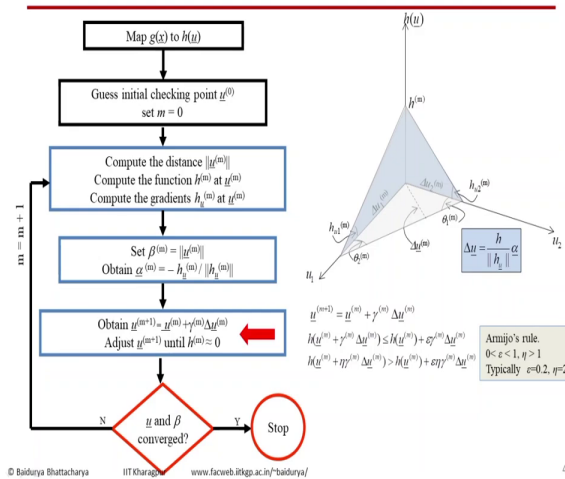 Map g(x) to h(u)
Guess initial checking point u⁽⁰⁾
set m = 0
Compute the distance ||u⁽ᵐ⁾||
Compute the function h⁽ᵐ⁾ at u⁽ᵐ⁾
Compute the gradients hᵤ⁽ᵐ⁾ at u⁽ᵐ⁾
m = m + 1
Set β⁽ᵐ⁾ = ||u⁽ᵐ⁾||
Obtain α⁽ᵐ⁾ = − hᵤ⁽ᵐ⁾ / ||hᵤ⁽ᵐ⁾||
Obtain u⁽ᵐ⁺¹⁾= u⁽ᵐ⁾ +γ⁽ᵐ⁾Δu⁽ᵐ⁾
Adjust u⁽ᵐ⁺¹⁾ until h⁽ᵐ⁾ ≈ 0
N
u and β
converged?
Y
Stop
h(u)
h⁽ᵐ⁾
Δu₁⁽ᵐ⁾
Δu₂⁽ᵐ⁾
hᵤ₂⁽ᵐ⁾
hᵤ₁⁽ᵐ⁾
θ₁⁽ᵐ⁾
θ₂⁽ᵐ⁾
Δu⁽ᵐ⁾
u₂
u₁
Δu = h / ||hᵤ|| α
u⁽ᵐ⁺¹⁾ = u⁽ᵐ⁾ + γ⁽ᵐ⁾ Δu⁽ᵐ⁾
h(u⁽ᵐ⁾ + γ⁽ᵐ⁾ Δu⁽ᵐ⁾) ≤ h(u⁽ᵐ⁾) + εγ⁽ᵐ⁾Δu⁽ᵐ⁾
h(u⁽ᵐ⁾ + ηγ⁽ᵐ⁾ Δu⁽ᵐ⁾) > h(u⁽ᵐ⁾) + εηγ⁽ᵐ⁾Δu⁽ᵐ⁾
Armijo's rule.
0< ε < 1, η > 1
Typically ε=0.2, η=2
© Baidurya Bhattacharya IIT Kharagpur www.facweb.iitkgp.ac.in/~baidurya/